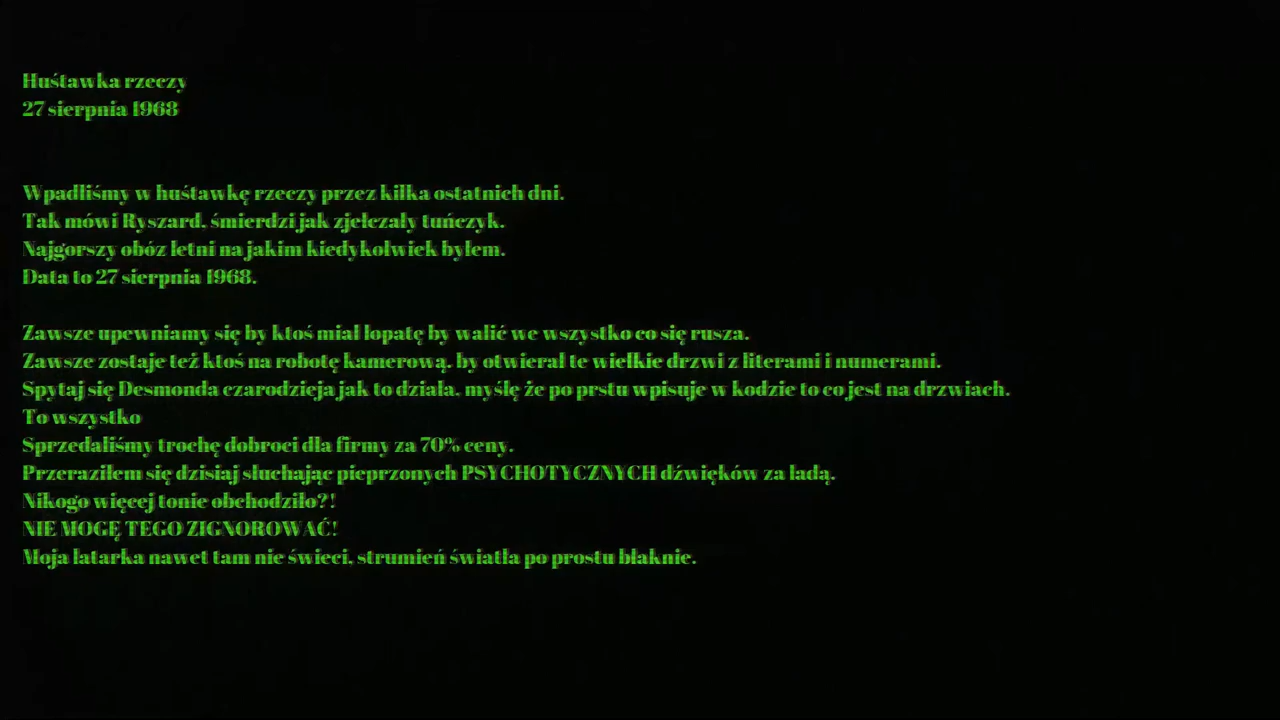 Huśtawka rzeczy
27 sierpnia 1968
Wpadliśmy w huśtawkę rzeczy przez kilka ostatnich dni.
Tak mówi Ryszard, śmierdzi jak zjełczały tuńczyk.
Najgorszy obóz letni na jakim kiedykolwiek byłem.
Data to 27 sierpnia 1968.
Zawsze upewniamy się by ktoś miał łopatę by walić we wszystko co się rusza.
Zawsze zostaje też ktoś na robotę kamerową, by otwierał te wielkie drzwi z literami i numerami.
Spytaj się Desmonda czarodzieja jak to działa, myślę że po prstu wpisuje w kodzie to co jest na drzwiach.
To wszystko
Sprzedaliśmy trochę dobroci dla firmy za 70% ceny.
Przeraziłem się dzisiaj słuchając pieprzonych PSYCHOTYCZNYCH dźwięków za ladą.
Nikogo więcej tonie obchodziło?!
NIE MOGĘ TEGO ZIGNOROWAĆ!
Moja latarka nawet tam nie świeci, strumień światła po prostu blaknie.